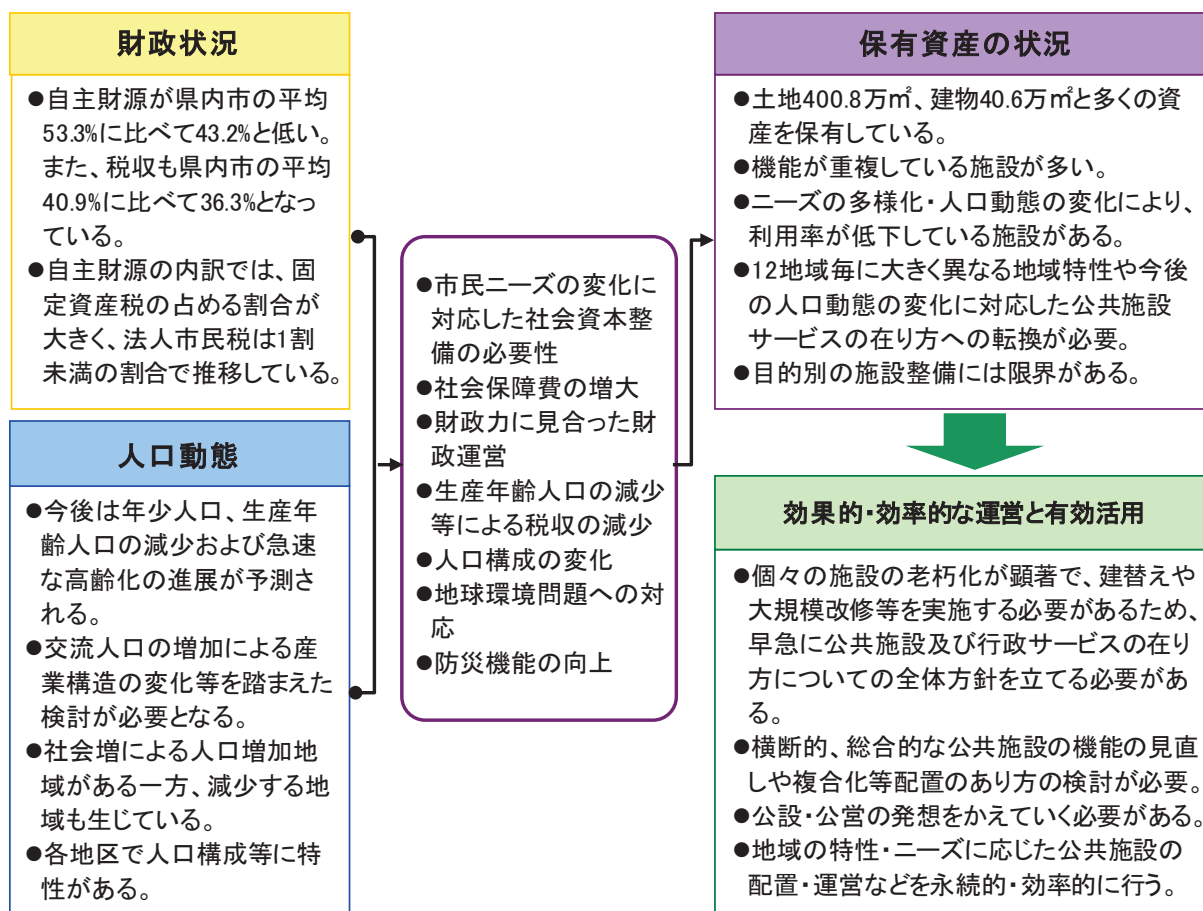 財政状況
●自主財源が県内市の平均
53.3%に比べて43.2%と低い。
また、税収も県内市の平均
40.9%に比べて36.3%となっ
ている。
●自主財源の内訳では、固
定資産税の占める割合が
大きく、法人市民税は1割
未満の割合で推移している。
人口動態
●今後は年少人口、生産年
齢人口の減少および急速
な高齢化の進展が予測さ
れる。
●交流人口の増加による産
業構造の変化等を踏まえた
検討が必要となる。
●社会増による人口増加地
域がある一方、減少する地
域も生じている。
●各地区で人口構成等に特
性がある。
●市民ニーズの変化に
対応した社会資本整
備の必要性
●社会保障費の増大
●財政力に見合った財
政運営
●生産年齢人口の減少
等による税収の減少
●人口構成の変化
●地球環境問題への対
応
●防災機能の向上
保有資産の状況
●土地400.8万㎡、建物40.6万㎡と多くの資
産を保有している。
●機能が重複している施設が多い。
●ニーズの多様化・人口動態の変化により、
利用率が低下している施設がある。
●12地域毎に大きく異なる地域特性や今後
の人口動態の変化に対応した公共施設
サービスの在り方への転換が必要。
●目的別の施設整備には限界がある。
効果的・効率的な運営と有効活用
●個々の施設の老朽化が顕著で、建替えや
大規模改修等を実施する必要があるため、
早急に公共施設及び行政サービスの在り
方についての全体方針を立てる必要があ
る。
●横断的、総合的な公共施設の機能の見直
しや複合化等配置のあり方の検討が必要。
●公設・公営の発想をかえていく必要がある。
●地域の特性・ニーズに応じた公共施設の
配置・運営などを永続的・効率的に行う。